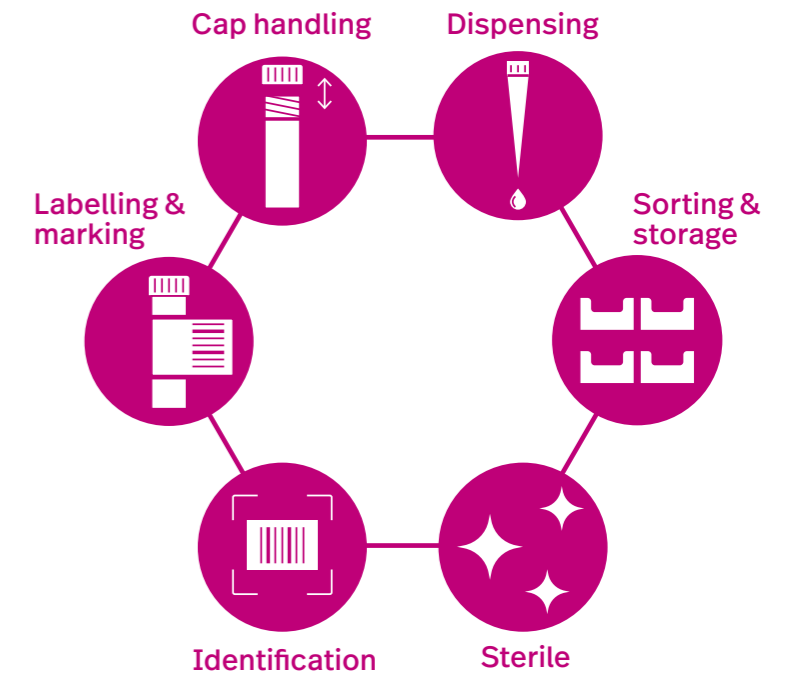 Cap handling
Dispensing
Labelling &
marking
Sorting &
storage
Identification
Sterile